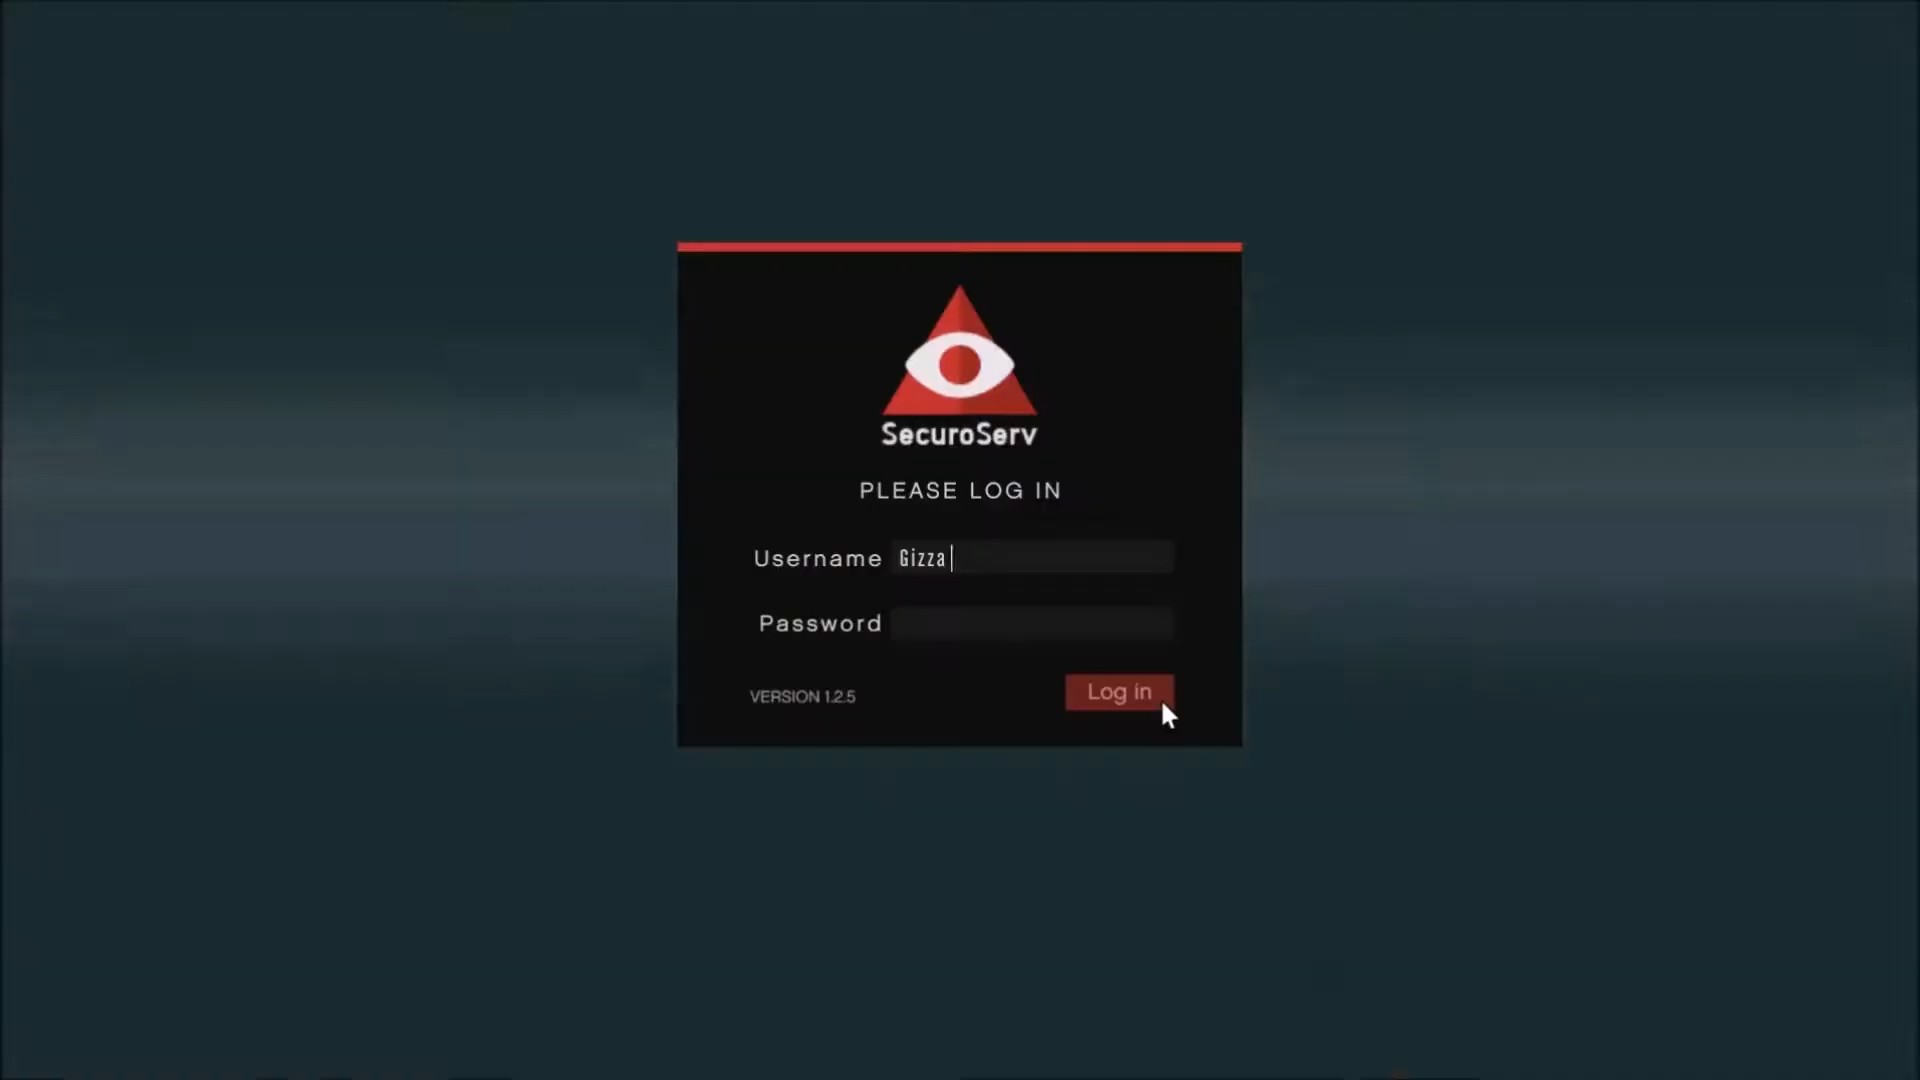 SecuroServ
PLEASE LOG IN
Username Gizza
Password
VERSION 1.2.5 Log in